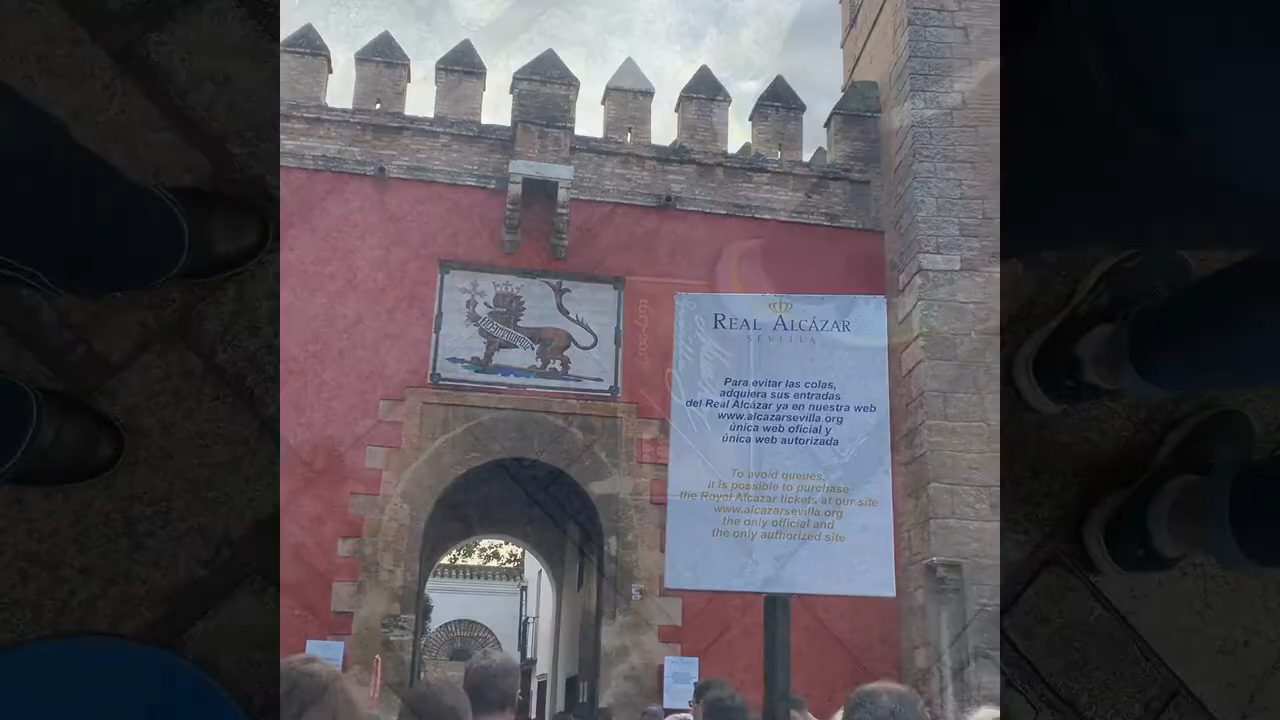 REAL ALCÁZAR
SEVILLA
Para evitar las colas,
adquiera sus entradas
del Real Alcázar ya en nuestra web
www.alcazarsevilla.org
única web oficial y
única web autorizada
To avoid queues,
it is possible to purchase
the Royal Alcazar tickets at our site
www.alcazarsevilla.org
the only official and
the only authorized site